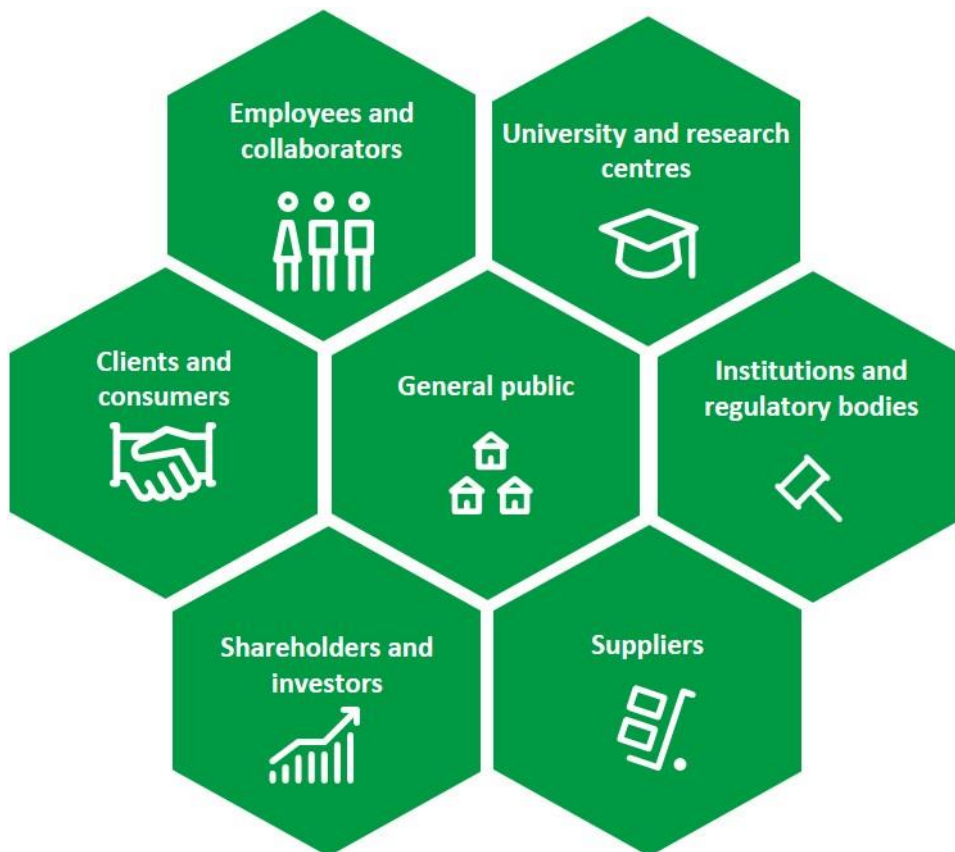 Employees and
collaborators
University and research
centres
Clients and
consumers
General public
Institutions and
regulatory bodies
Shareholders and
investors
Suppliers